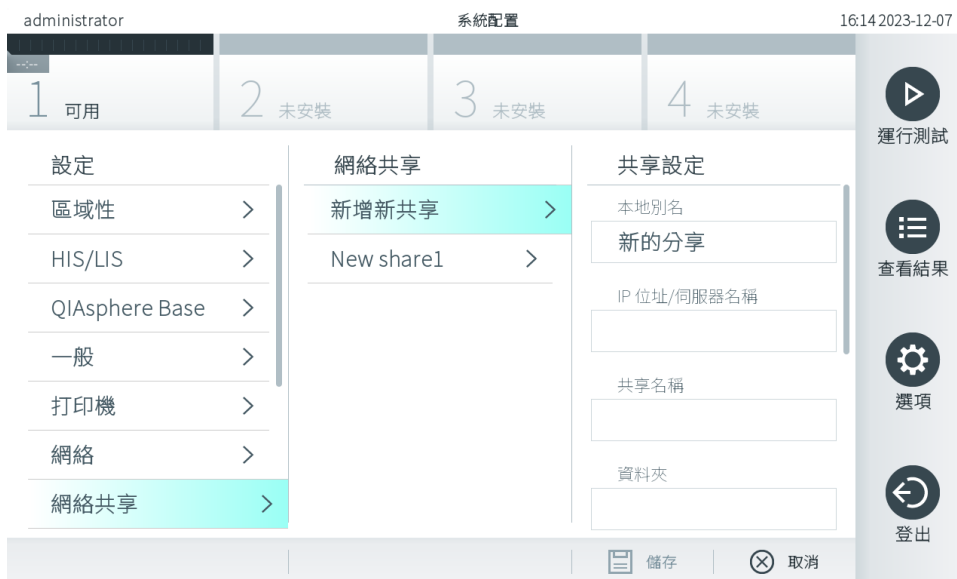 administrator
系統配置
16:14 2023-12-07
--:--
1 可用
2 未安裝
3 未安裝
4 未安裝
運行測試
設定
網絡共享
共享設定
區域性
新增新共享
本地別名
新的分享
HIS/LIS
New share1
查看結果
QIAsphere Base
IP 位址/伺服器名稱
一般
共享名稱
打印機
選項
網絡
資料夾
網絡共享
登出
儲存
取消